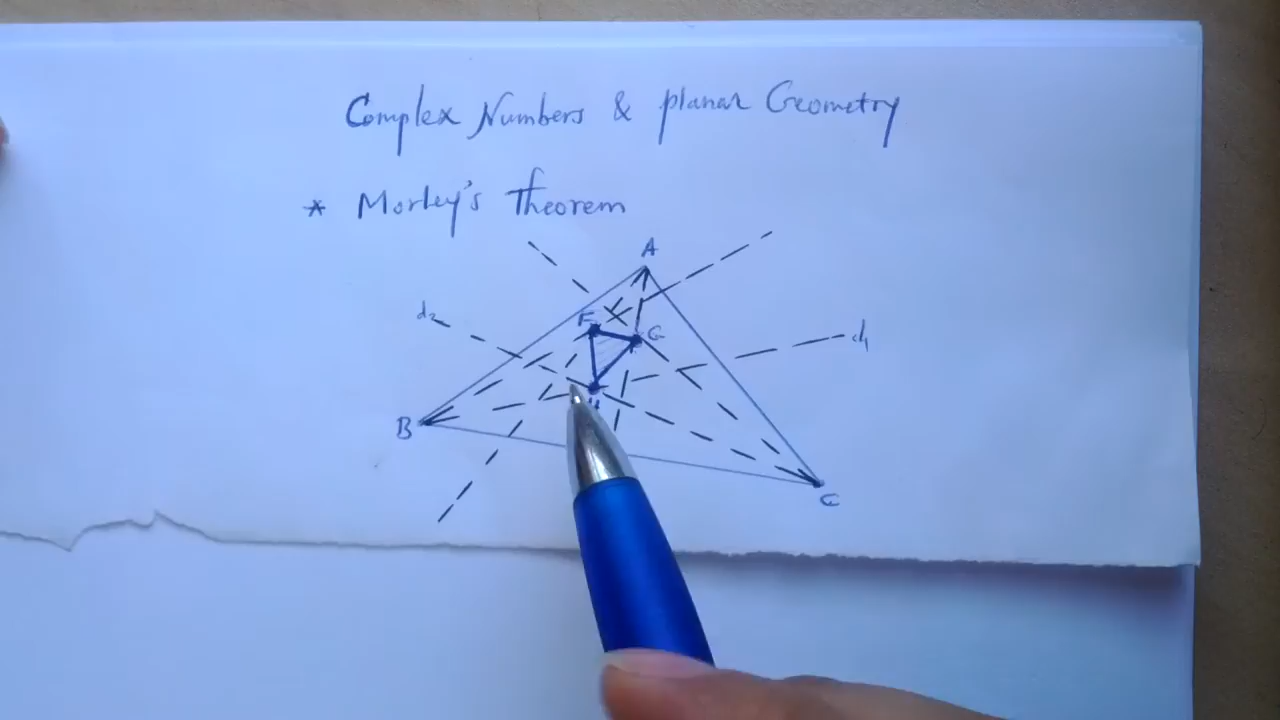 Complex Numbers & planar Geometry
* Morley's Theorem
A
d2
F
G
d1
H
B
C